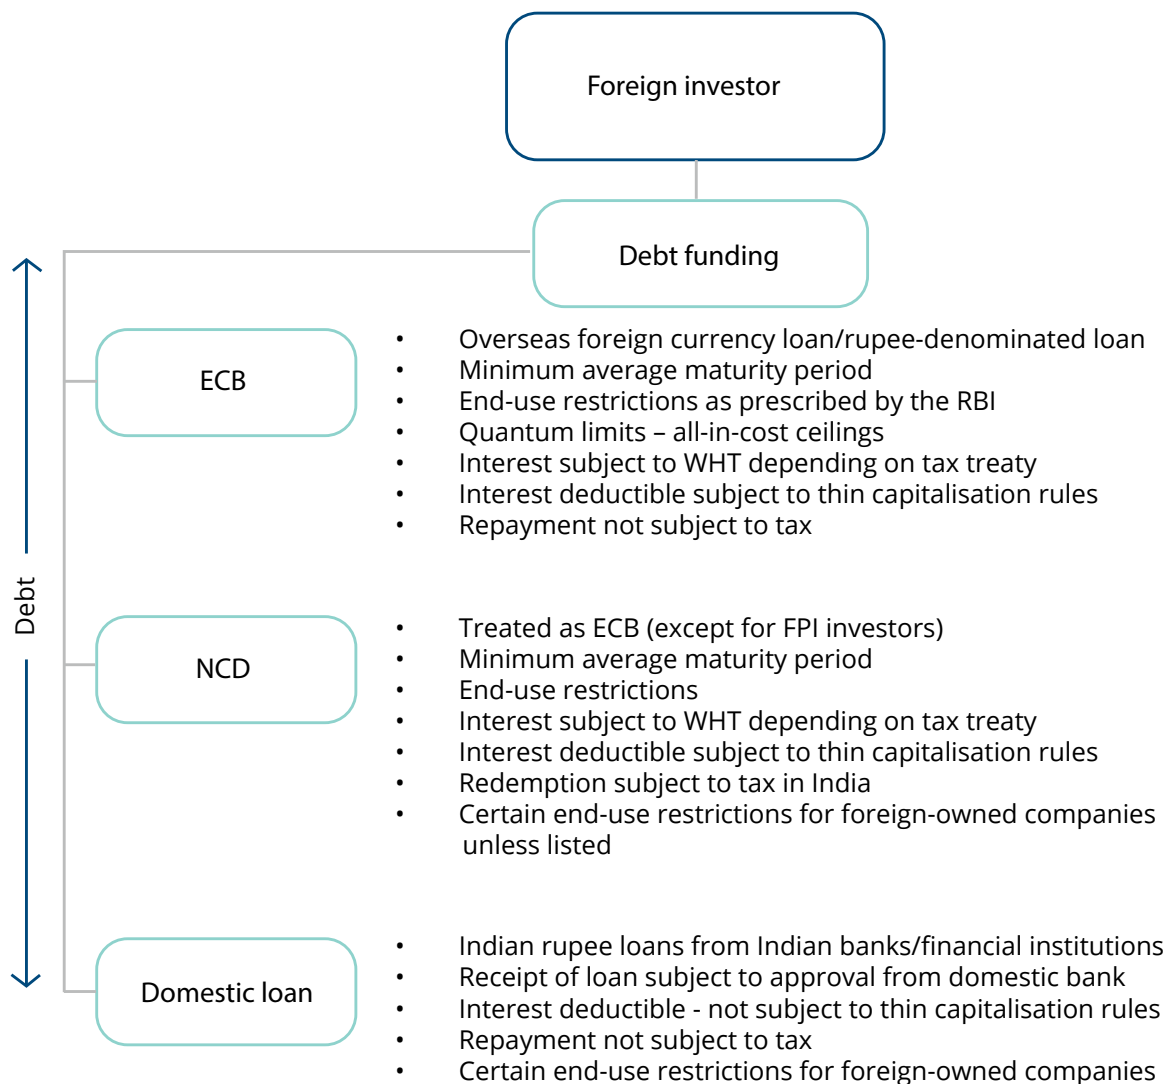 Foreign investor
Debt funding
Debt
ECB
• Overseas foreign currency loan/rupee-denominated loan
• Minimum average maturity period
• End-use restrictions as prescribed by the RBI
• Quantum limits – all-in-cost ceilings
• Interest subject to WHT depending on tax treaty
• Interest deductible subject to thin capitalisation rules
• Repayment not subject to tax
NCD
• Treated as ECB (except for FPI investors)
• Minimum average maturity period
• End-use restrictions
• Interest subject to WHT depending on tax treaty
• Interest deductible subject to thin capitalisation rules
• Redemption subject to tax in India
• Certain end-use restrictions for foreign-owned companies
unless listed
Domestic loan
• Indian rupee loans from Indian banks/financial institutions
• Receipt of loan subject to approval from domestic bank
• Interest deductible - not subject to thin capitalisation rules
• Repayment not subject to tax
• Certain end-use restrictions for foreign-owned companies